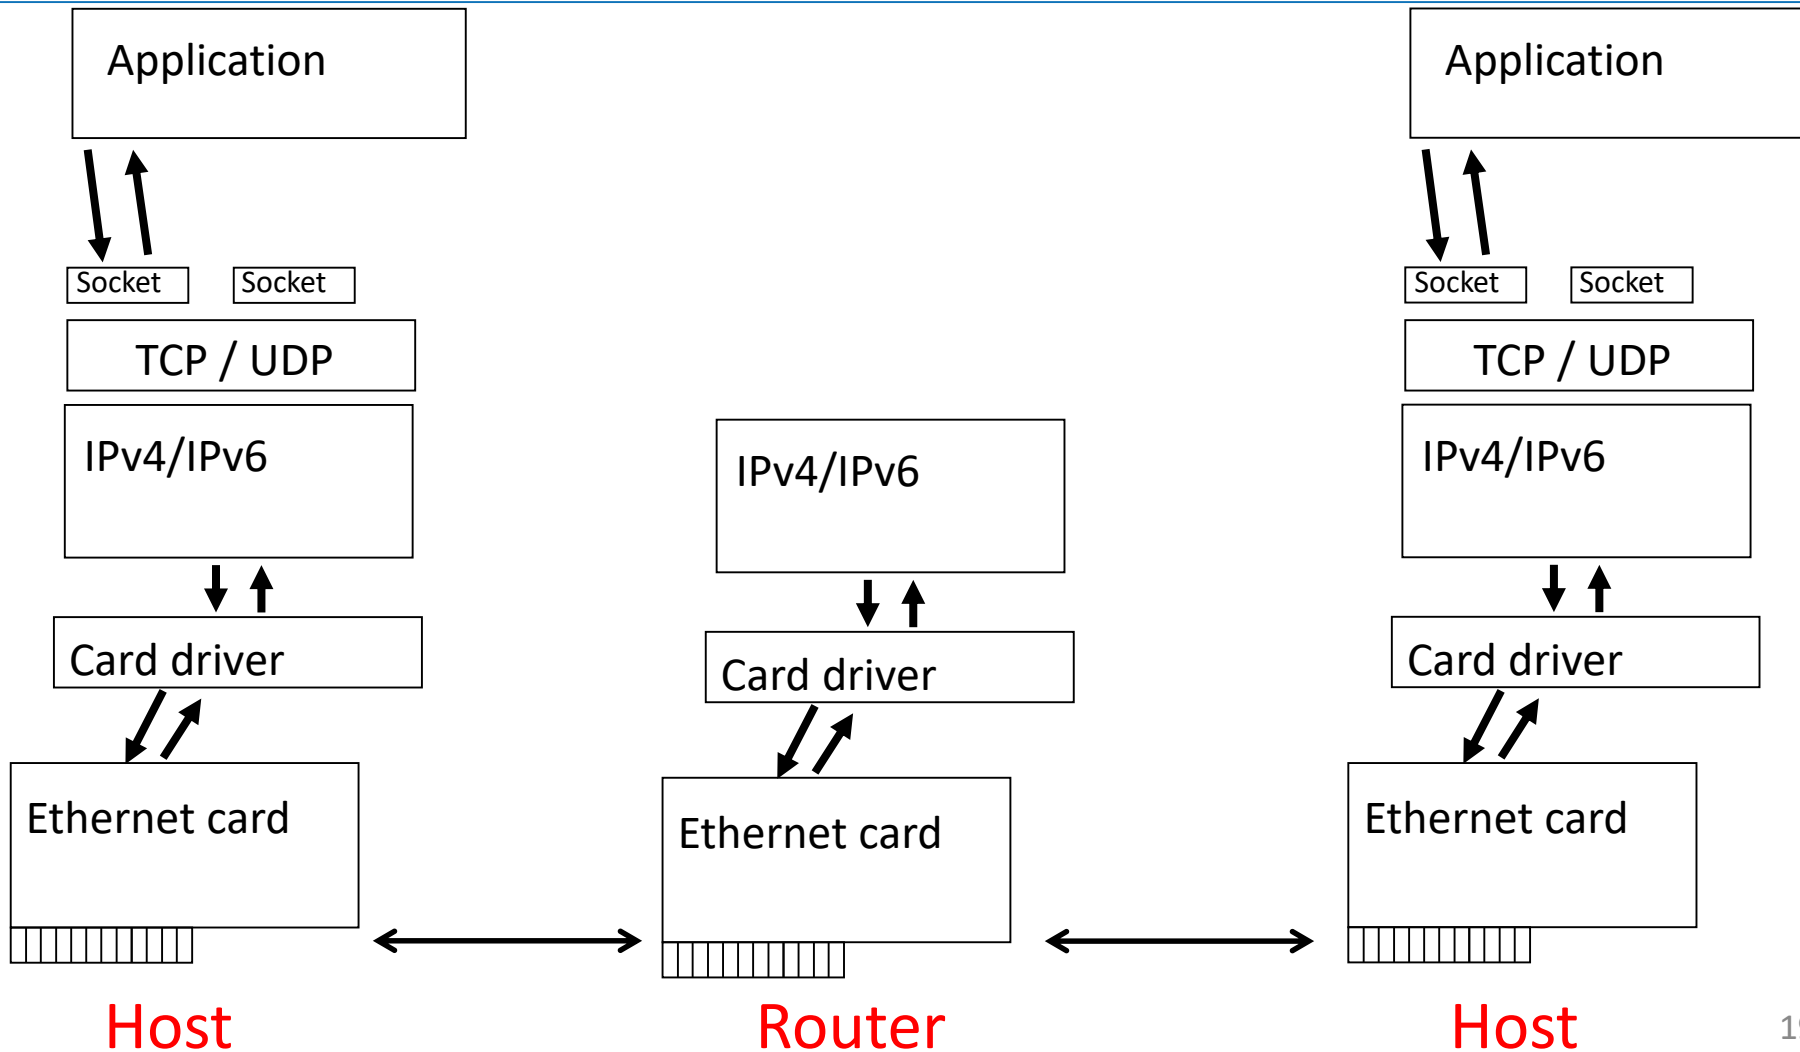 Application
Application
Socket
Socket
Socket
Socket
TCP / UDP
TCP / UDP
IPv4/IPv6
IPv4/IPv6
IPv4/IPv6
Card driver
Card driver
Card driver
Ethernet card
Ethernet card
Ethernet card
Host
Router
Host